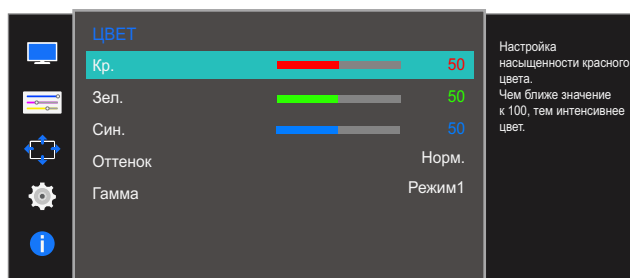 ЦВЕТ
Кр. 50
Зел. 50
Син. 50
Оттенок Норм.
Гамма Режим1
Настройка
насыщенности красного
цвета.
Чем ближе значение
к 100, тем интенсивнее
цвет.